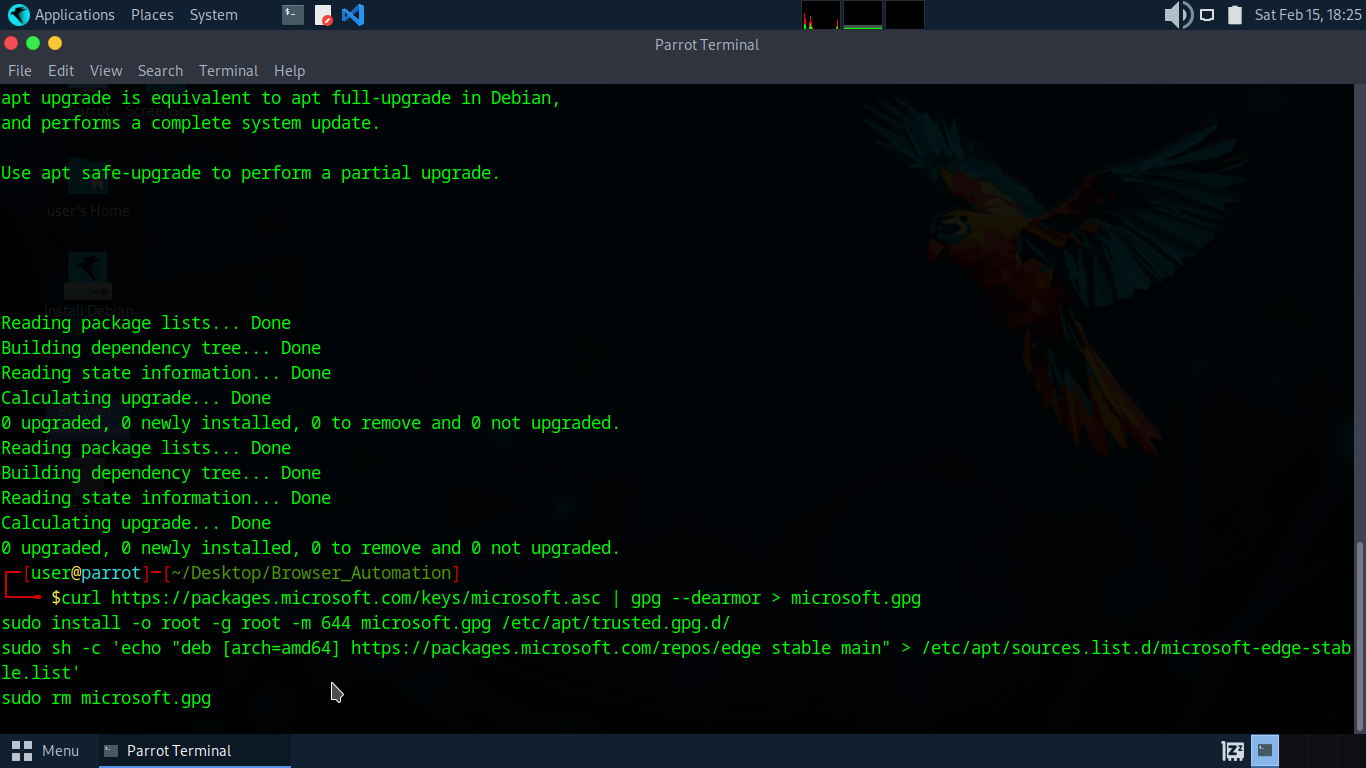 Applications Places System Sat Feb 15, 18:25
Parrot Terminal
File Edit View Search Terminal Help
apt upgrade is equivalent to apt full-upgrade in Debian,
and performs a complete system update.
Use apt safe-upgrade to perform a partial upgrade.
user's Home
Install Debian
Reading package lists... Done
Building dependency tree... Done
Reading state information... Done
Calculating upgrade... Done
0 upgraded, 0 newly installed, 0 to remove and 0 not upgraded.
Reading package lists... Done
Building dependency tree... Done
Reading state information... Done
Trash
Calculating upgrade... Done
0 upgraded, 0 newly installed, 0 to remove and 0 not upgraded.
[user@parrot]─[~/Desktop/Browser_Automation]
$curl https://packages.microsoft.com/keys/microsoft.asc | gpg --dearmor > microsoft.gpg
sudo install -o root -g root -m 644 microsoft.gpg /etc/apt/trusted.gpg.d/
sudo sh -c 'echo "deb [arch=amd64] https://packages.microsoft.com/repos/edge stable main" > /etc/apt/sources.list.d/microsoft-edge-stab
le.list'
sudo rm microsoft.gpg
Menu Parrot Terminal